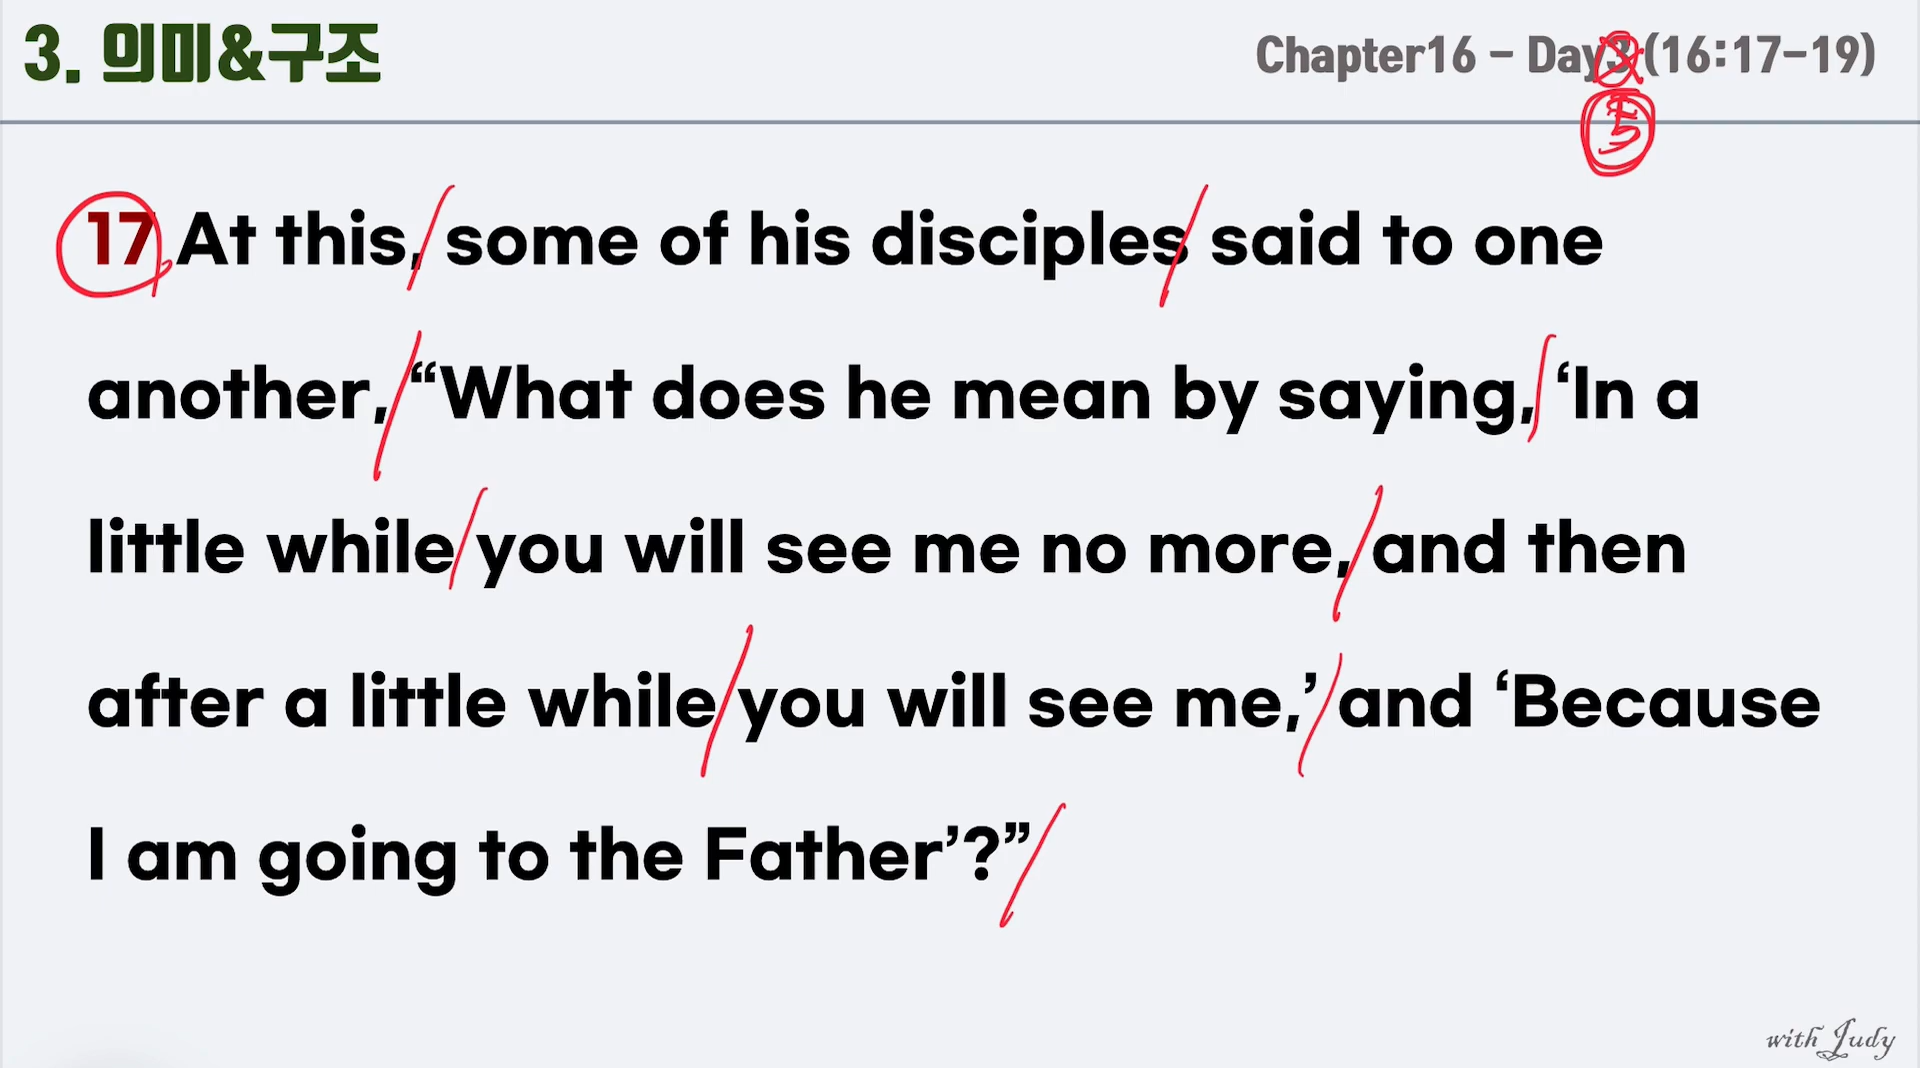 3. 의미&구조
Chapter16 - Day3 (16:17-19)
5
17 At this, some of his disciples said to one
another, “What does he mean by saying, ‘In a
little while you will see me no more, and then
after a little while you will see me,’ and ‘Because
I am going to the Father’?”
with Judy